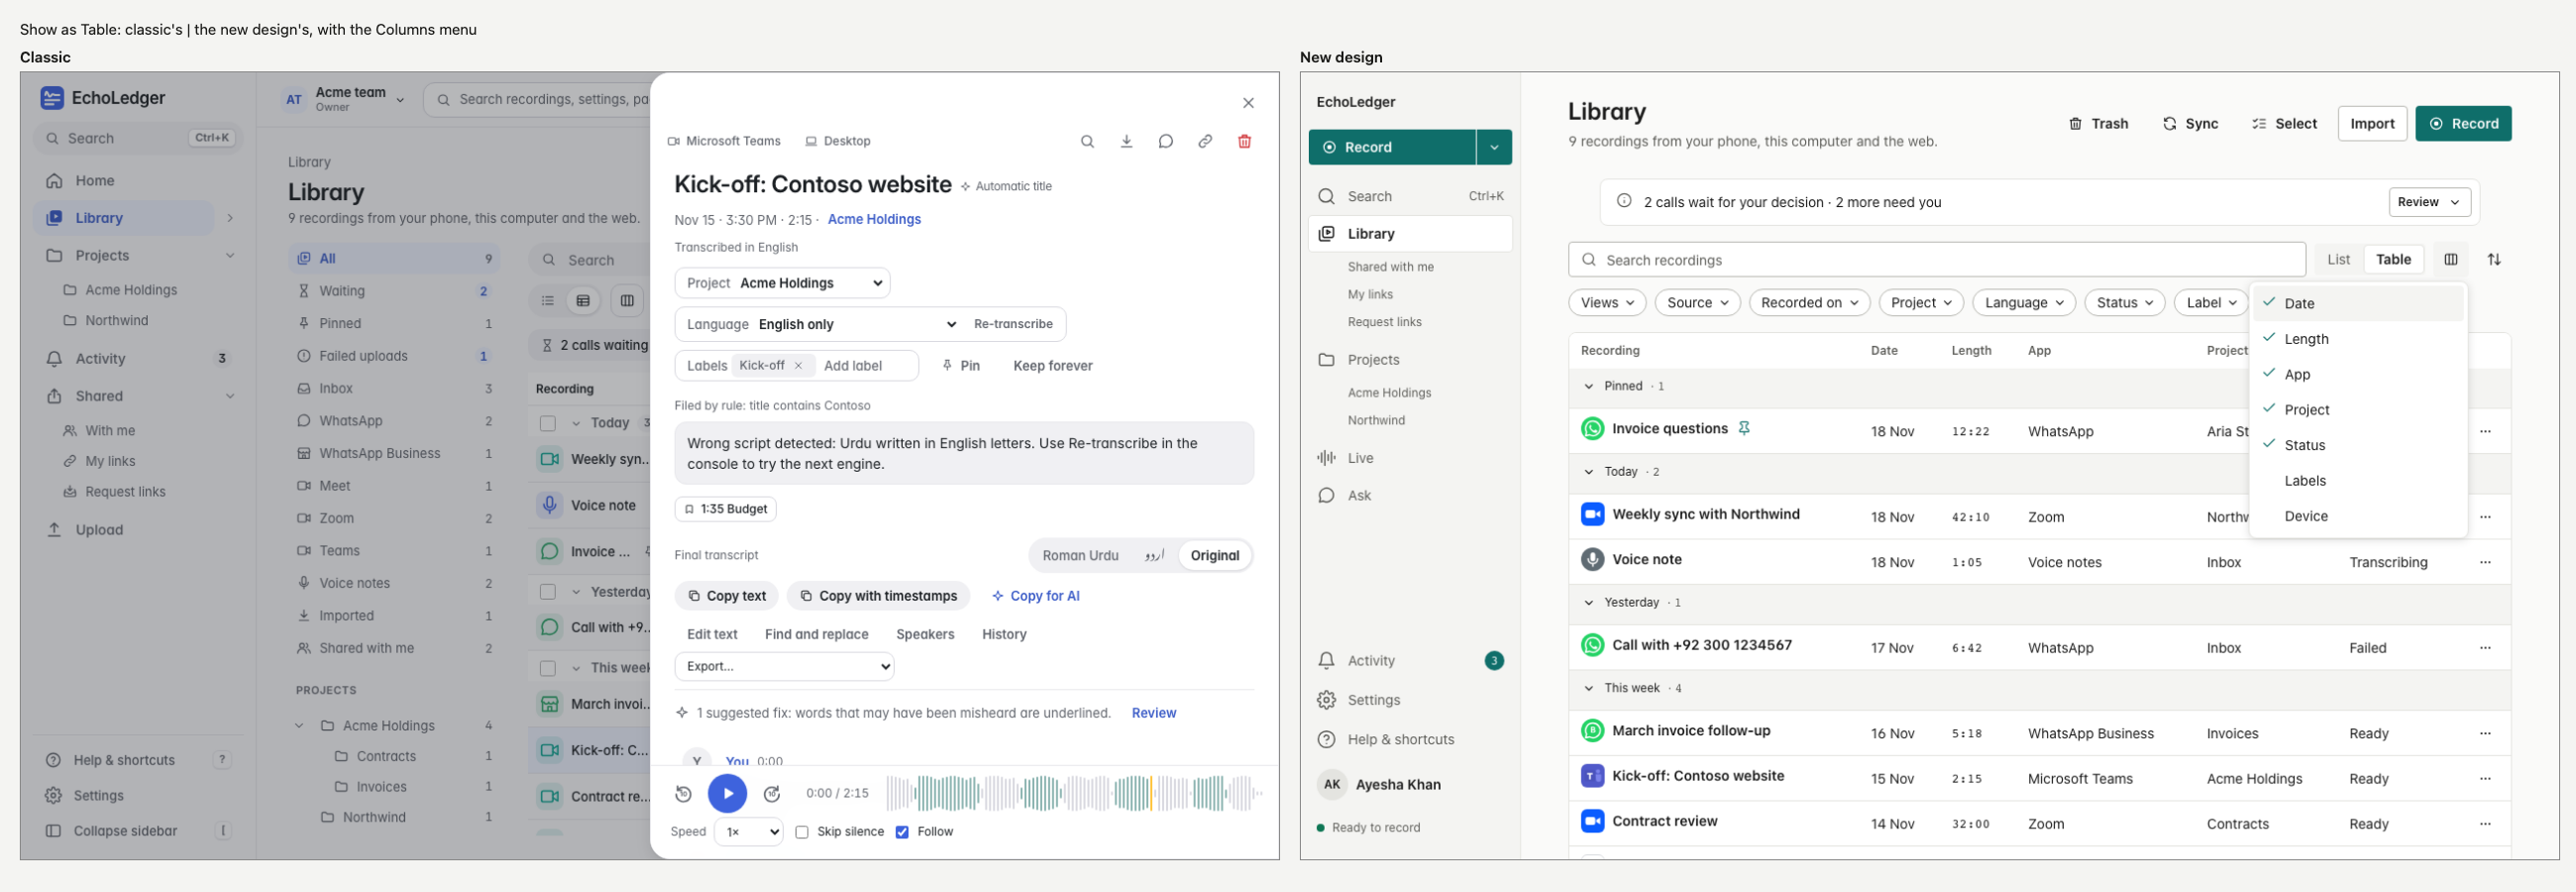 Show as Table: classic's | the new design's, with the Columns menu
Classic
EchoLedger
Search Ctrl+K
Home
Library
Projects
Acme Holdings
Northwind
Activity 3
Shared
With me
My links
Request links
Upload
Help & shortcuts ?
Settings
Collapse sidebar [
AT Acme team
Owner
Search recordings, settings, pa
Library
Library
9 recordings from your phone, this computer and the web.
All 9
Waiting 2
Pinned 1
Failed uploads 1
Inbox 3
WhatsApp 2
WhatsApp Business 1
Meet 1
Zoom 2
Teams 1
Voice notes 2
Imported 2
Shared with me 2
PROJECTS
Acme Holdings 4
Contracts 1
Invoices 1
Northwind 1
Search
2 calls waiting
Recording
Today 3
Weekly syn...
Voice note
Invoice ...
Yesterday
Call with +9...
This week
March invoi...
Kick-off: C...
Contract re...
Microsoft Teams Desktop
Kick-off: Contoso website Automatic title
Nov 15 · 3:30 PM · 2:15 · Acme Holdings
Transcribed in English
Project Acme Holdings
Language English only Re-transcribe
Labels Kick-off × Add label Pin Keep forever
Filed by rule: title contains Contoso
Wrong script detected: Urdu written in English letters. Use Re-transcribe in the
console to try the next engine.
1:35 Budget
Final transcript Roman Urdu اردو Original
Copy text Copy with timestamps Copy for AI
Edit text Find and replace Speakers History
Export...
1 suggested fix: words that may have been misheard are underlined. Review
Y You 0:00
10 10 0:00 / 2:15
Speed 1× Skip silence Follow
New design
EchoLedger
Record
Search Ctrl+K
Library
Shared with me
My links
Request links
Projects
Acme Holdings
Northwind
Live
Ask
Activity 3
Settings
Help & shortcuts
AK Ayesha Khan
Ready to record
Library
9 recordings from your phone, this computer and the web.
Trash Sync Select Import Record
2 calls wait for your decision · 2 more need you Review
Search recordings List Table
Views Source Recorded on Project Language Status Label
Date
Length
App
Project
Status
Labels
Device
Recording Date Length App Project
Pinned · 1
Invoice questions 18 Nov 12:22 WhatsApp Aria St
Today · 2
Weekly sync with Northwind 18 Nov 42:10 Zoom Northw
Voice note 18 Nov 1:05 Voice notes Inbox Transcribing
Yesterday · 1
Call with +92 300 1234567 17 Nov 6:42 WhatsApp Inbox Failed
This week · 4
March invoice follow-up 16 Nov 5:18 WhatsApp Business Invoices Ready
Kick-off: Contoso website 15 Nov 2:15 Microsoft Teams Acme Holdings Ready
Contract review 14 Nov 32:00 Zoom Contracts Ready